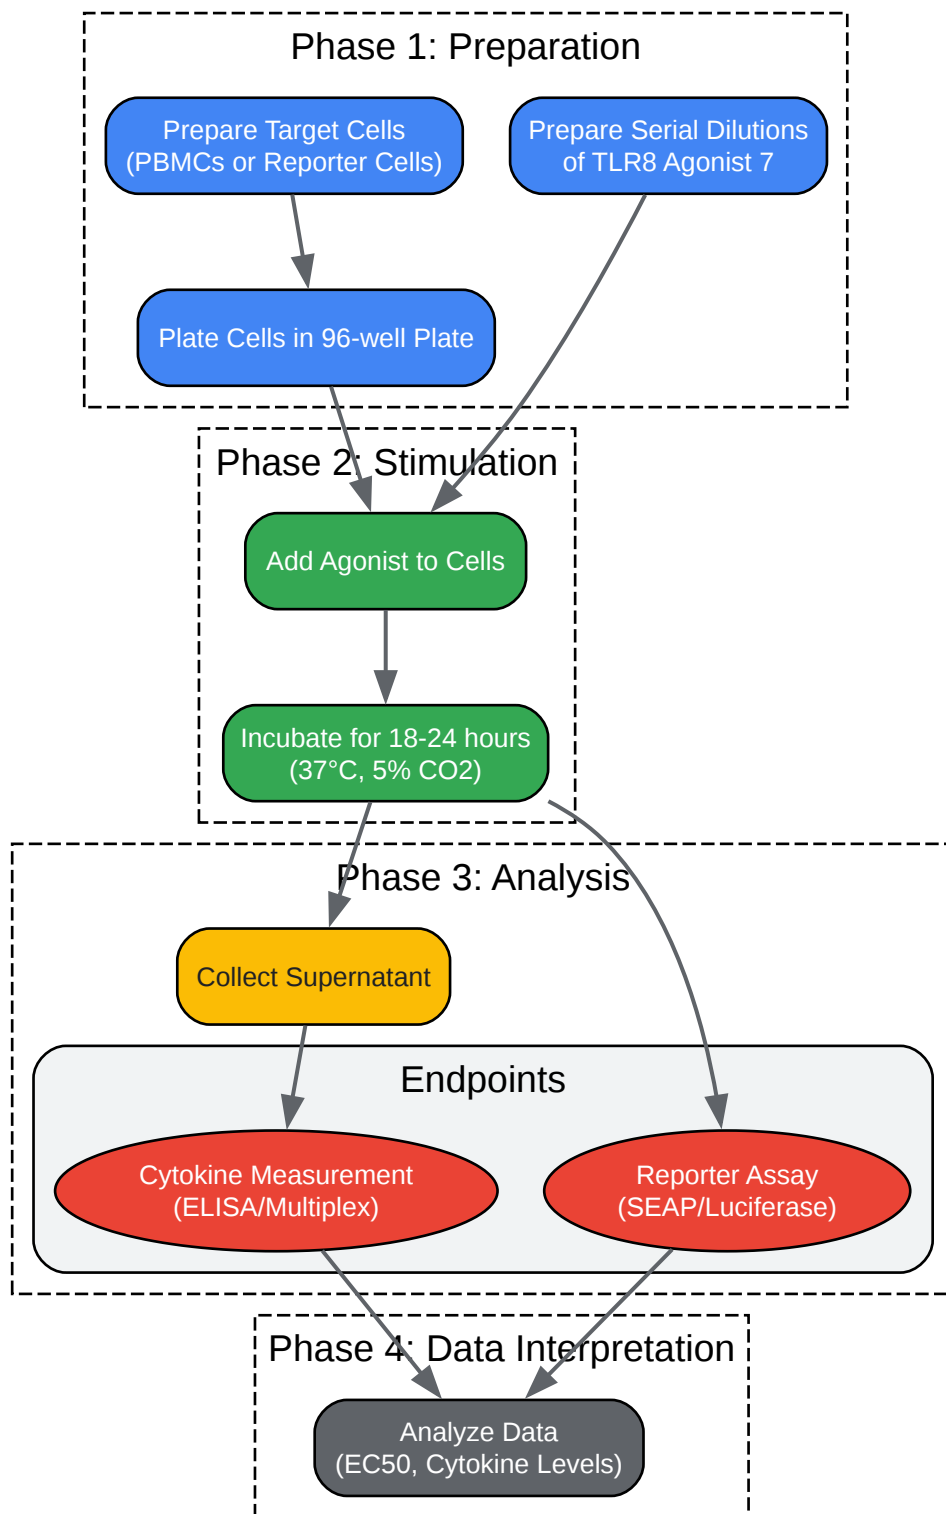 Phase 1: Preparation
Prepare Target Cells
(PBMCs or Reporter Cells)
Prepare Serial Dilutions
of TLR8 Agonist 7
Plate Cells in 96-well Plate
Phase 2: Stimulation
Add Agonist to Cells
Incubate for 18-24 hours
(37°C, 5% CO2)
Phase 3: Analysis
Collect Supernatant
Endpoints
Cytokine Measurement
(ELISA/Multiplex)
Reporter Assay
(SEAP/Luciferase)
Phase 4: Data Interpretation
Analyze Data
(EC50, Cytokine Levels)